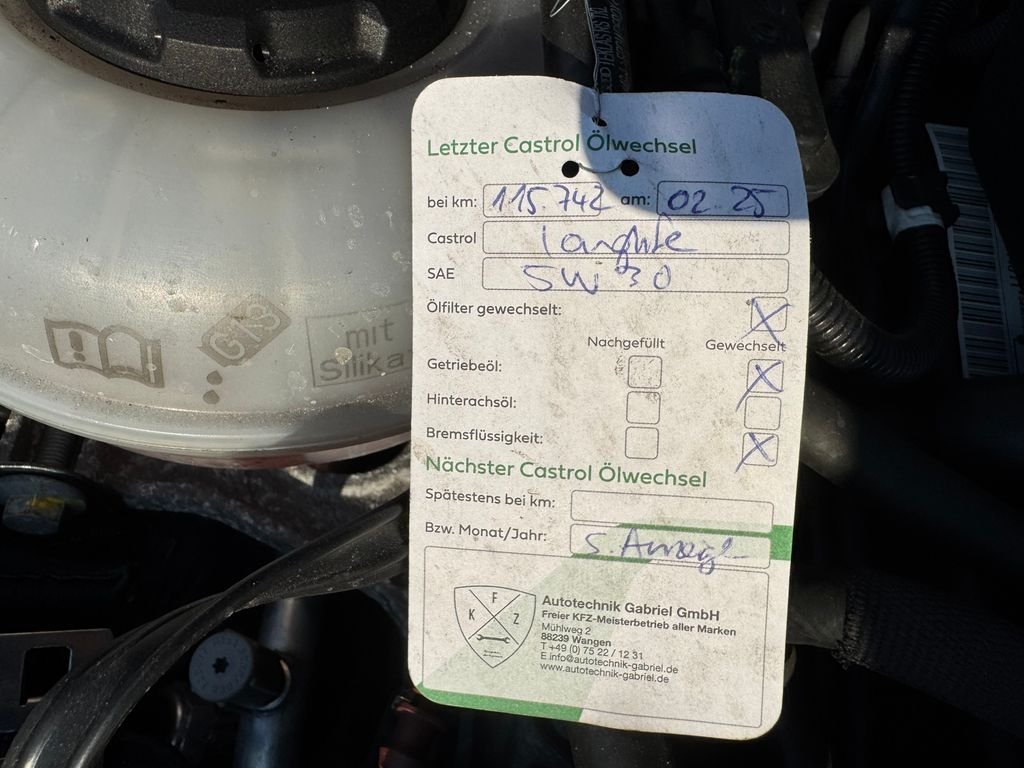 Letzter Castrol Ölwechsel
bei km: 115.742 am: 02.25
Castrol longlife
SAE 5W30
Ölfilter gewechselt: X
Nachgefüllt Gewechselt
Getriebeöl: X
Hinterachsöl:
Bremsflüssigkeit: X
Nächster Castrol Ölwechsel
Spätestens bei km:
Bzw. Monat/Jahr: s. Anzeige
K F Z
Autotechnik Gabriel GmbH
Freier KFZ-Meisterbetrieb aller Marken
Mühlweg 2
88239 Wangen
T +49 (0) 75 22 / 12 31
E info@autotechnik-gabriel.de
www.autotechnik-gabriel.de
G13
mit
Silika